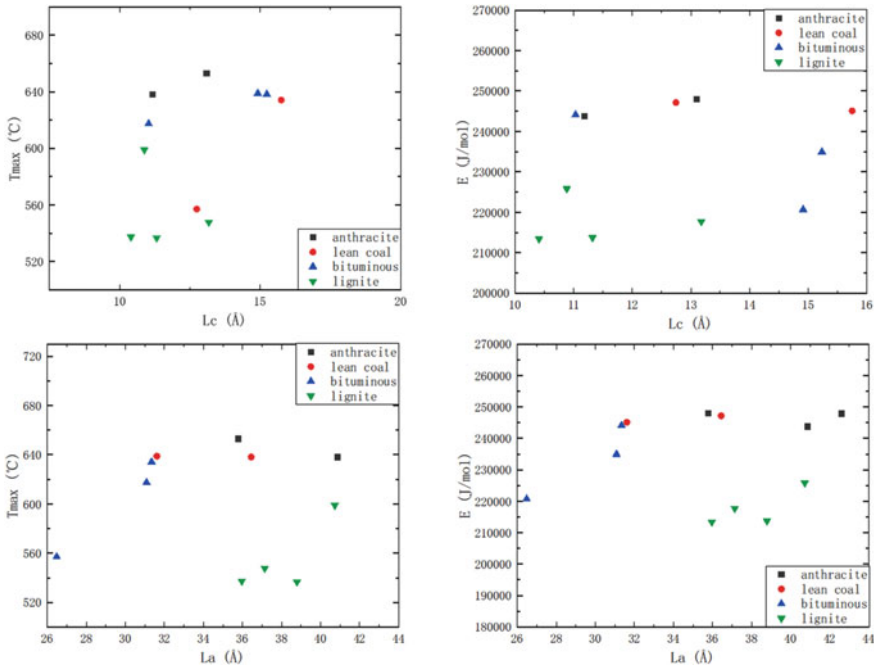 680
640
600
560
520
Tmax (℃)
anthracite
lean coal
bituminous
lignite
10
15
20
Lc (Å)
270000
260000
250000
240000
230000
220000
210000
200000
E (J/mol)
anthracite
lean coal
bituminous
lignite
10
11
12
13
14
15
16
Lc (Å)
720
680
640
600
560
520
Tmax (℃)
anthracite
lean coal
bituminous
lignite
26
28
30
32
34
36
38
40
42
44
La (Å)
270000
260000
250000
240000
230000
220000
210000
200000
190000
180000
E (J/mol)
anthracite
lean coal
bituminous
lignite
26
28
30
32
34
36
38
40
42
44
La (Å)